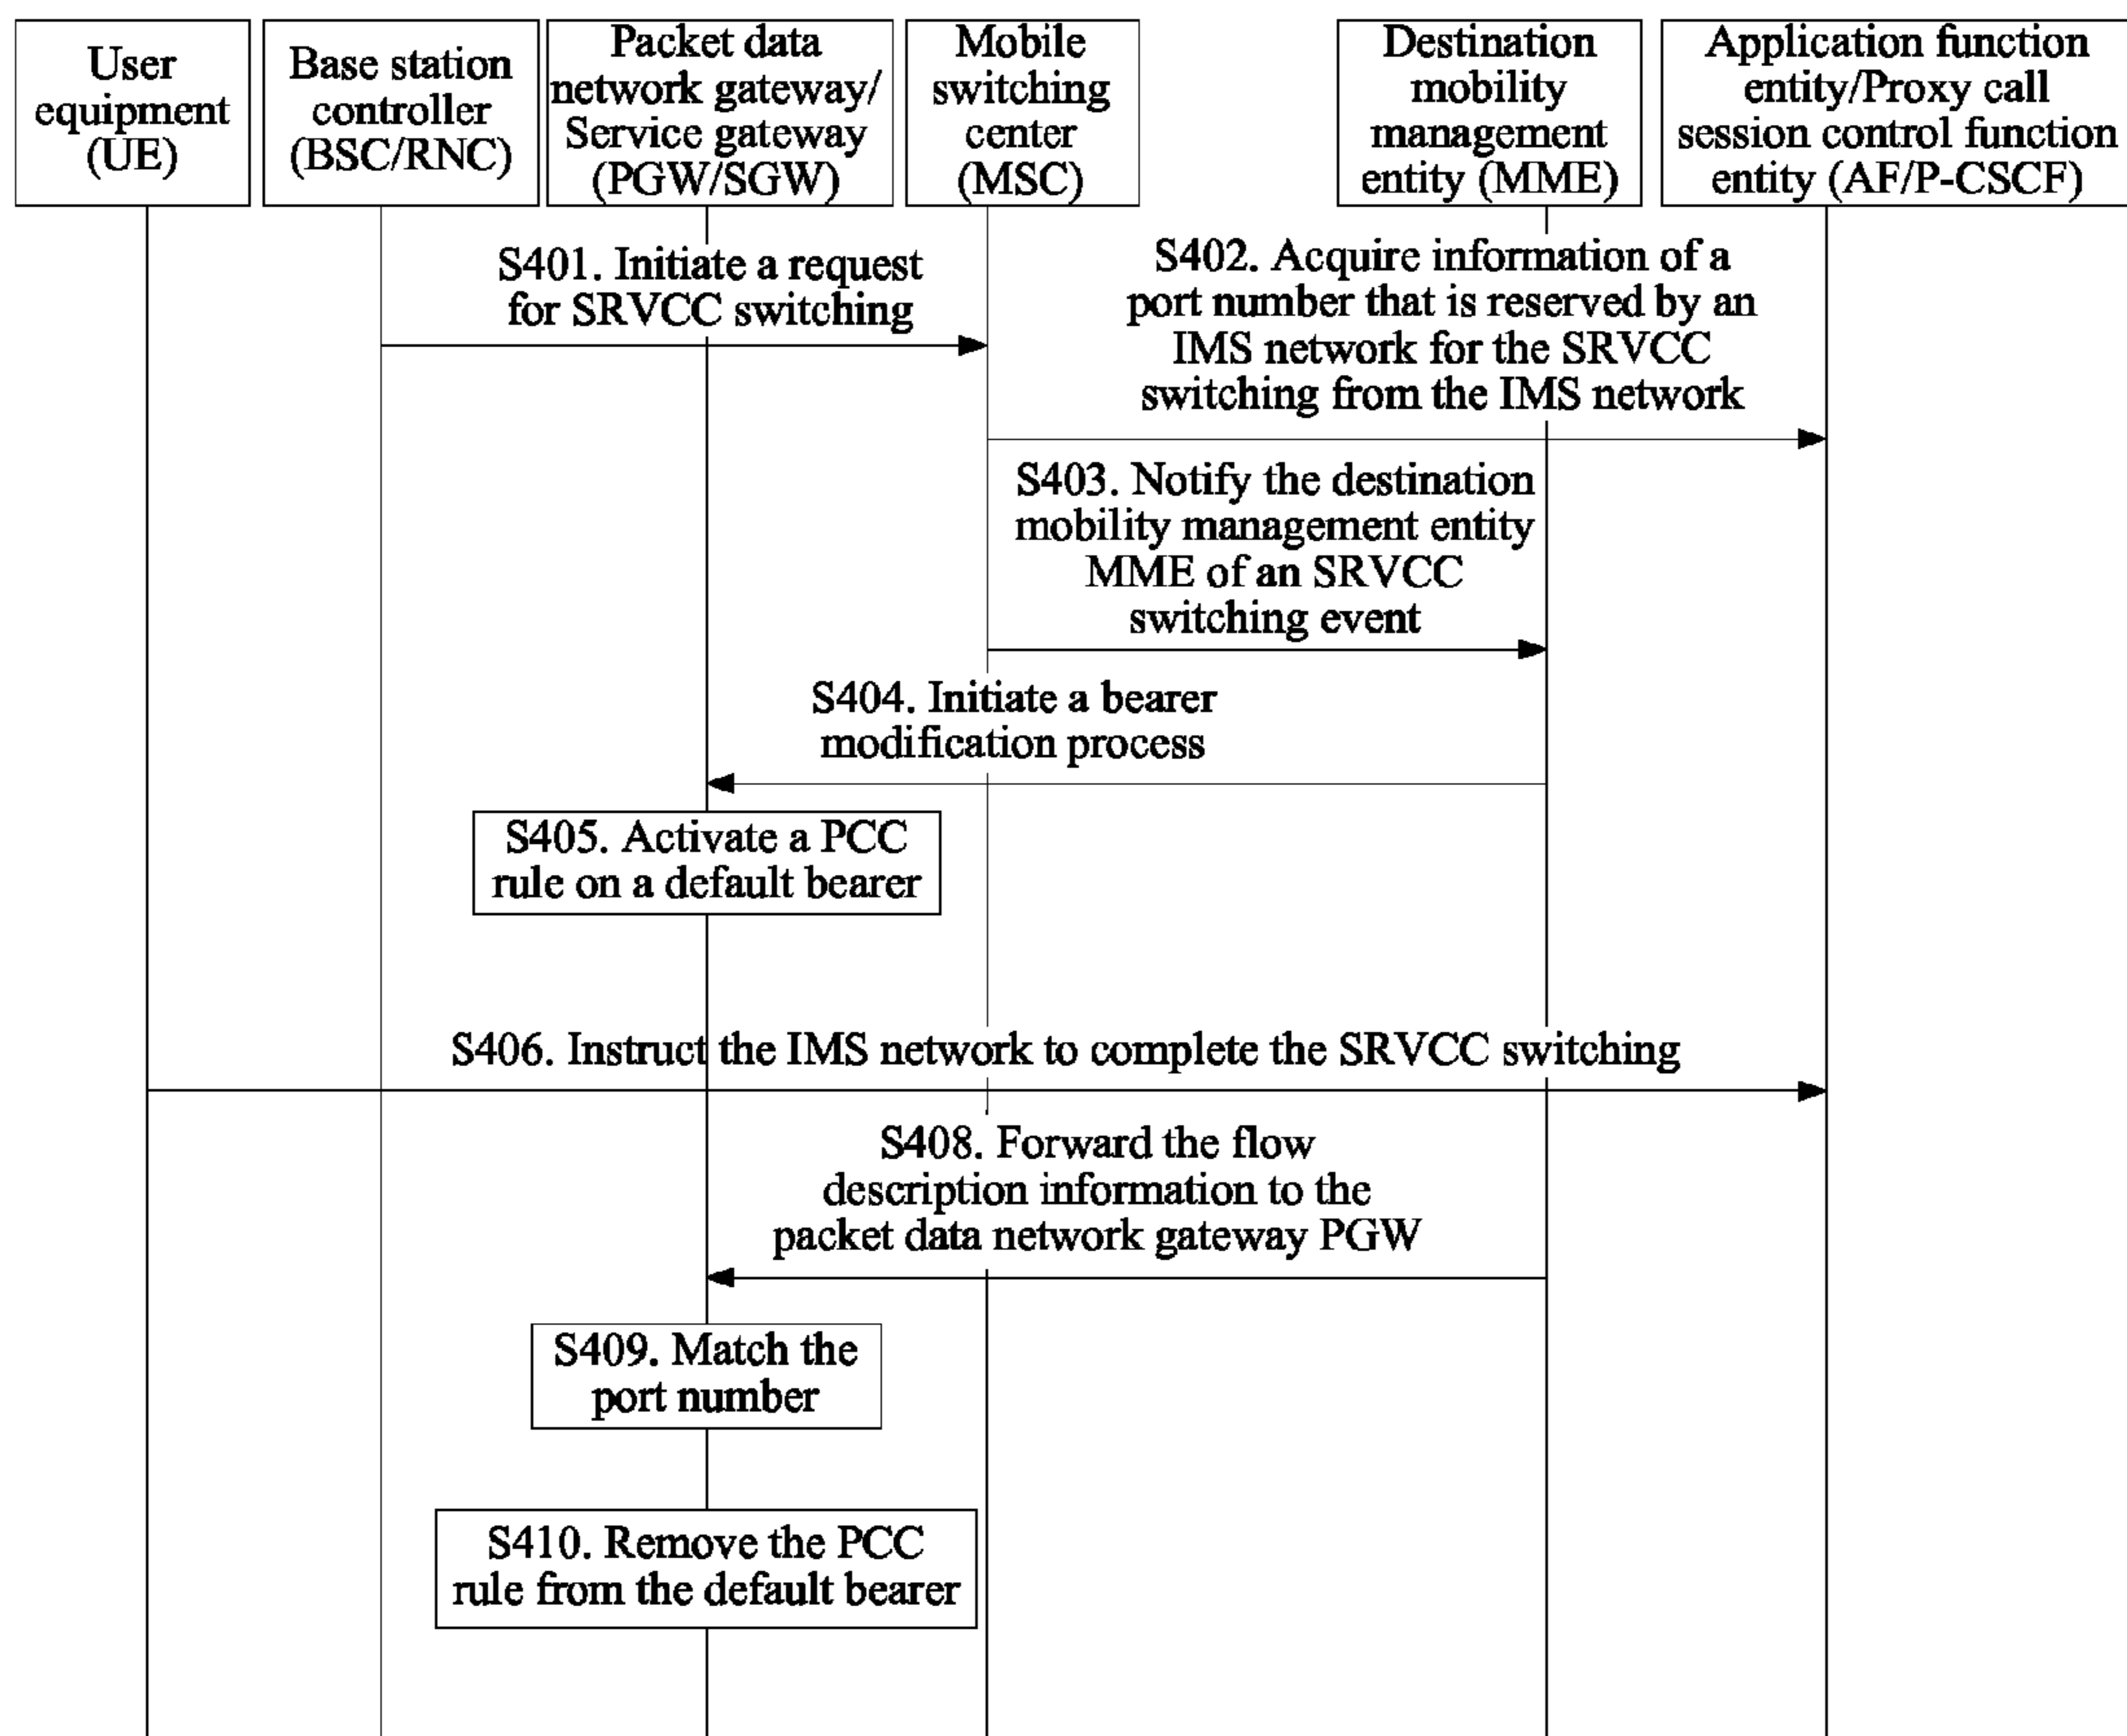 User
equipment
(UE)
Base station
controller
(BSC/RNC)
Packet data
network gateway/
Service gateway
(PGW/SGW)
Mobile
switching
center
(MSC)
Destination
mobility
management
entity (MME)
Application function
entity/Proxy call
session control function
entity (AF/P-CSCF)
S401. Initiate a request
for SRVCC switching
S402. Acquire information of a
port number that is reserved by an
IMS network for the SRVCC
switching from the IMS network
S403. Notify the destination
mobility management entity
MME of an SRVCC
switching event
S404. Initiate a bearer
modification process
S405. Activate a PCC
rule on a default bearer
S406. Instruct the IMS network to complete the SRVCC switching
S408. Forward the flow
description information to the
packet data network gateway PGW
S409. Match the
port number
S410. Remove the PCC
rule from the default bearer